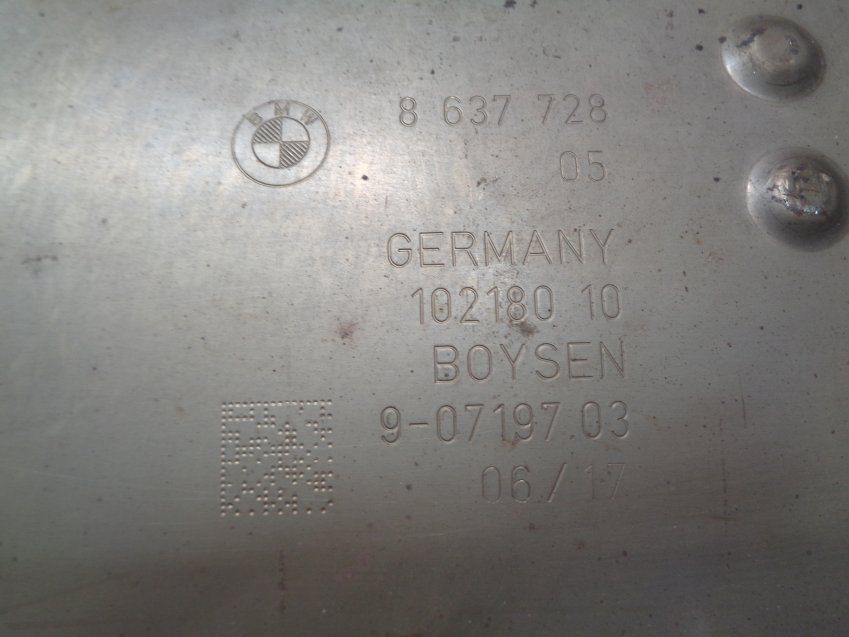 BMW
8 637 728
05
GERMANY
102180 10
BOYSEN
9-07197.03
06/17